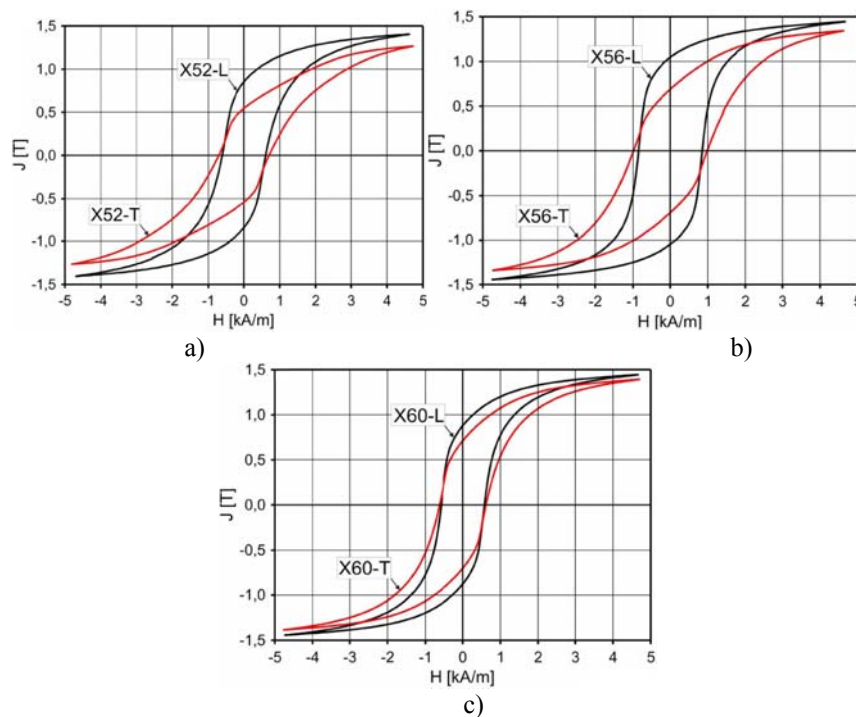 1,5
1,0
0,5
0,0
-0,5
-1,0
-1,5
J [T]
X52-L
X52-T
-5 -4 -3 -2 -1 0 1 2 3 4 5
H [kA/m]
a)
1,5
1,0
0,5
0,0
-0,5
-1,0
-1,5
J [T]
X56-L
X56-T
-5 -4 -3 -2 -1 0 1 2 3 4 5
H [kA/m]
b)
1,5
1,0
0,5
0,0
-0,5
-1,0
-1,5
J [T]
X60-L
X60-T
-5 -4 -3 -2 -1 0 1 2 3 4 5
H [kA/m]
c)